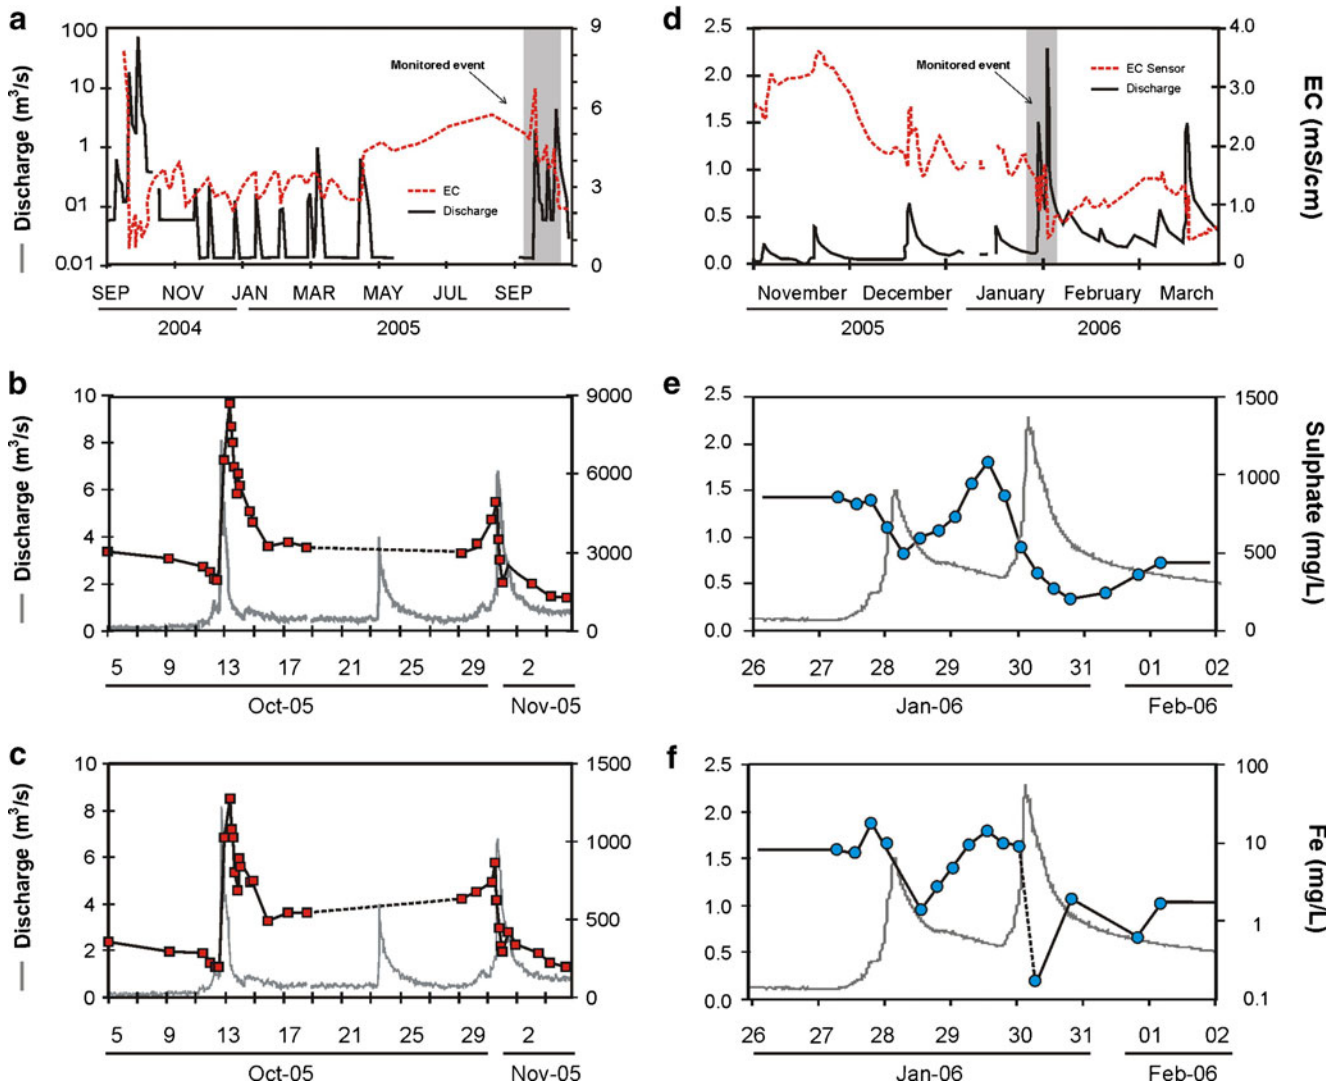 a
Discharge (m³/s)
100
10
1
01
0.01
9
6
3
0
Monitored event
EC
Discharge
SEP NOV JAN MAR MAY JUL SEP
2004 2005
d
2.5
2.0
1.5
1.0
0.5
0.0
4.0
3.0
2.0
1.0
0
EC (mS/cm)
Monitored event
EC Sensor
Discharge
November December January February March
2005 2006
b
Discharge (m³/s)
10
8
6
4
2
0
9000
6000
3000
0
5 9 13 17 21 25 29 2
Oct-05 Nov-05
e
2.5
2.0
1.5
1.0
0.5
0.0
1500
1000
500
0
Sulphate (mg/L)
26 27 28 29 30 31 01 02
Jan-06 Feb-06
c
Discharge (m³/s)
10
8
6
4
2
0
1500
1000
500
0
5 9 13 17 21 25 29 2
Oct-05 Nov-05
f
2.5
2.0
1.5
1.0
0.5
0.0
100
10
1
0.1
Fe (mg/L)
26 27 28 29 30 31 01 02
Jan-06 Feb-06